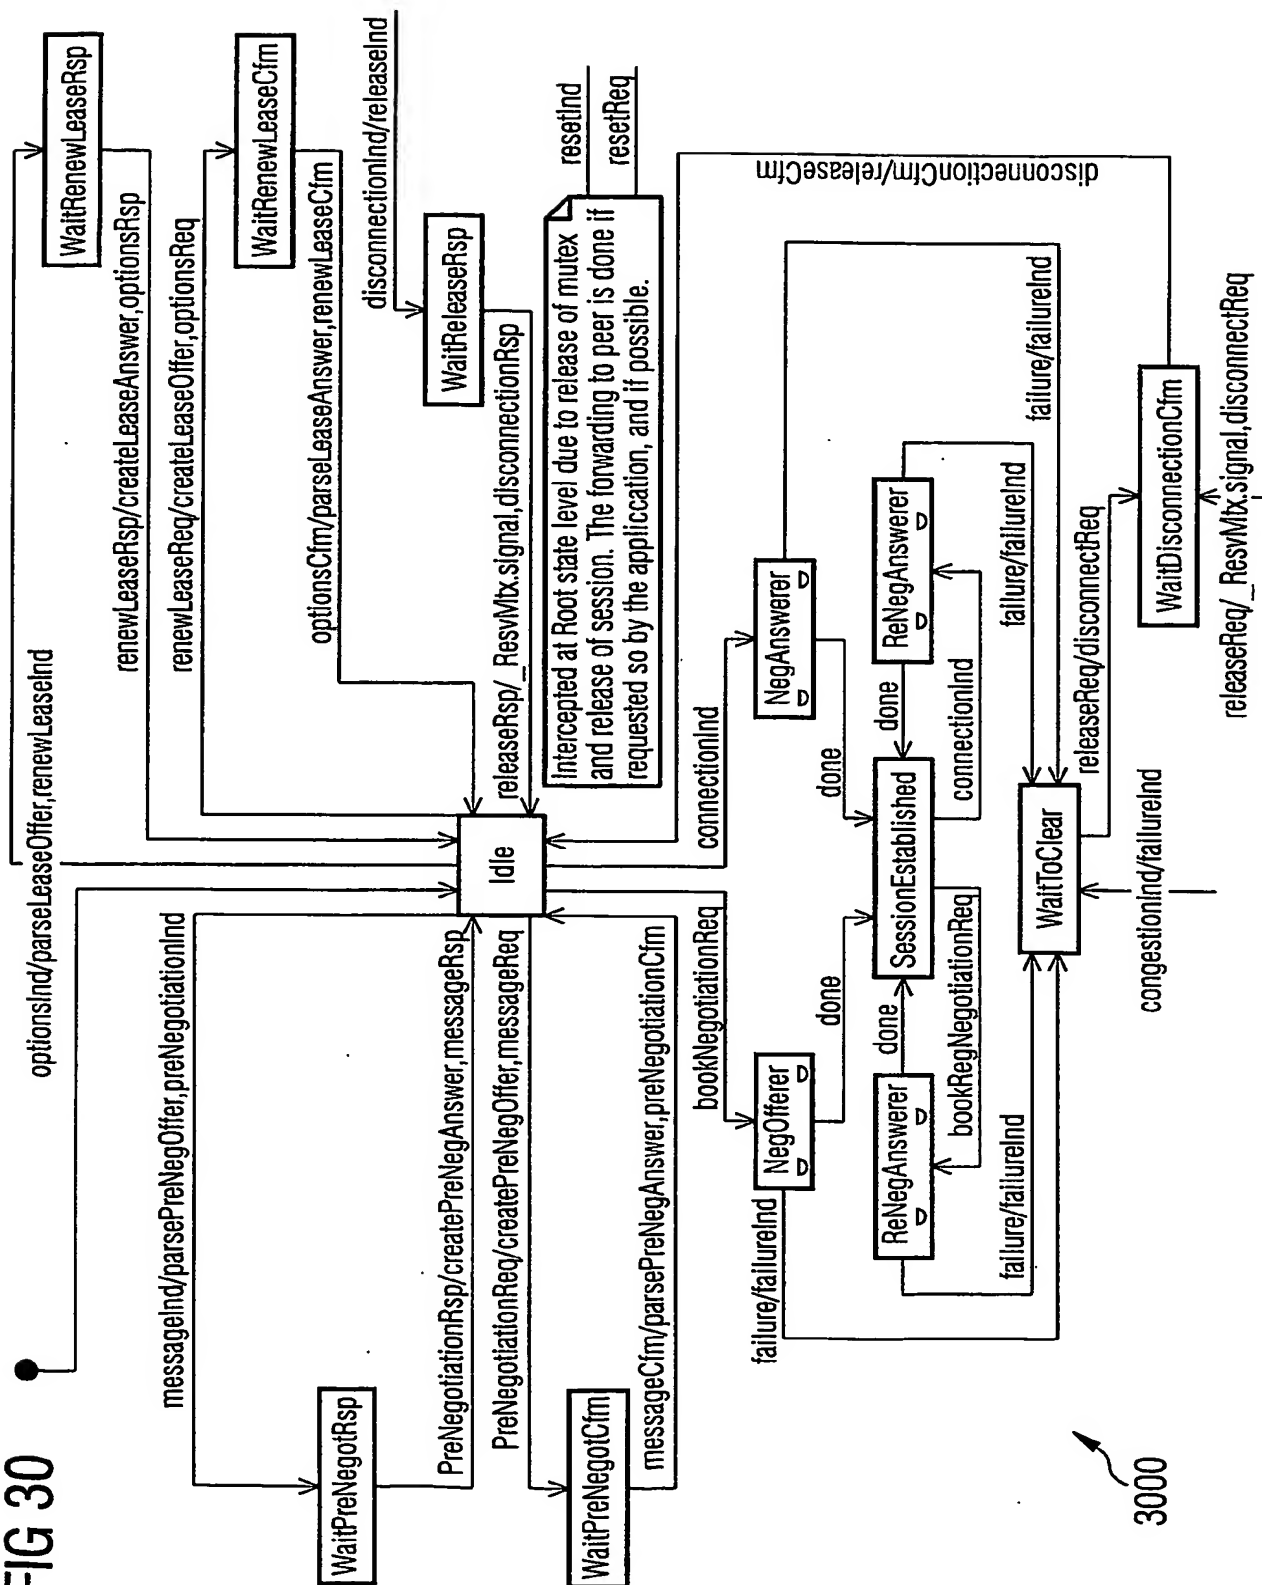 FIG 30
optionsInd/parseLeaseOffer,renewLeaseInd
WaitRenewLeaseRsp
renewLeaseRsp/createLeaseAnswer,optionsRsp
renewLeaseReq/createLeaseOffer,optionsReq
WaitRenewLeaseCfm
optionsCfm/parseLeaseAnswer,renewLeaseCfm
disconnectionInd/releaseInd
WaitReleaseRsp
releaseRsp/_ResvMtx.signal,disconnectionRsp
messageInd/parsePreNegOffer,preNegotiationInd
WaitPreNegotRsp
PreNegotiationRsp/createPreNegAnswer,messageRsp
Idle
PreNegotiationReq/createPreNegOffer,messageReq
WaitPreNegotCfm
messageCfm/parsePreNegAnswer,preNegotiationCfm
resetInd
resetReq
Intercepted at Root state level due to release of mutex
and release of session. The forwarding to peer is done if
requested so by the appliccation, and if possible.
bookNegotiationReq
connectionInd
disconnectionCfm/releaseCfm
NegOfferer
NegAnswerer
failure/failureInd
done
done
failure/failureInd
ReNegAnswerer
done
SessionEstablished
done
ReNegAnswerer
bookRegNegotiationReq
connectionInd
failure/failureInd
failure/failureInd
WaitToClear
releaseReq/disconnectReq
WaitDisconnectionCfm
congestionInd/failureInd
releaseReq/_ResvMtx.signal,disconnectReq
3000